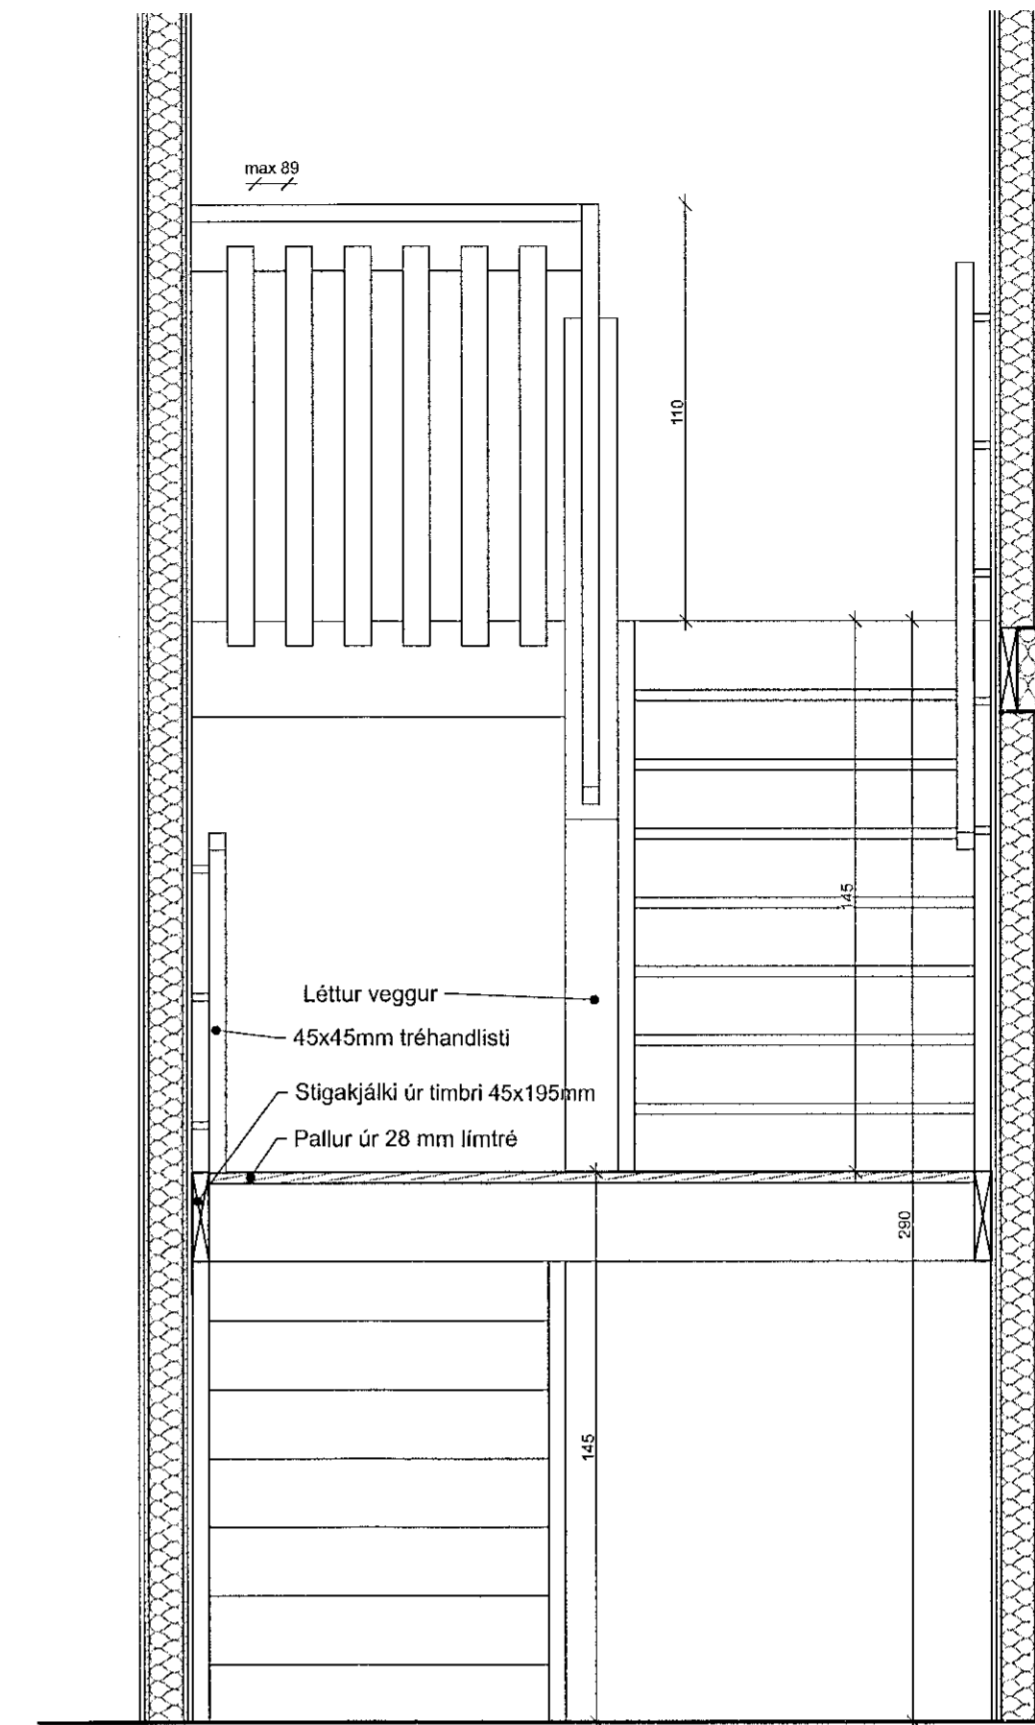 max 89
110
145
Léttur veggur
45x45mm tréhandlisti
Stigakjálki úr timbri 45x195mm
Pallur úr 28 mm límtré
290
145